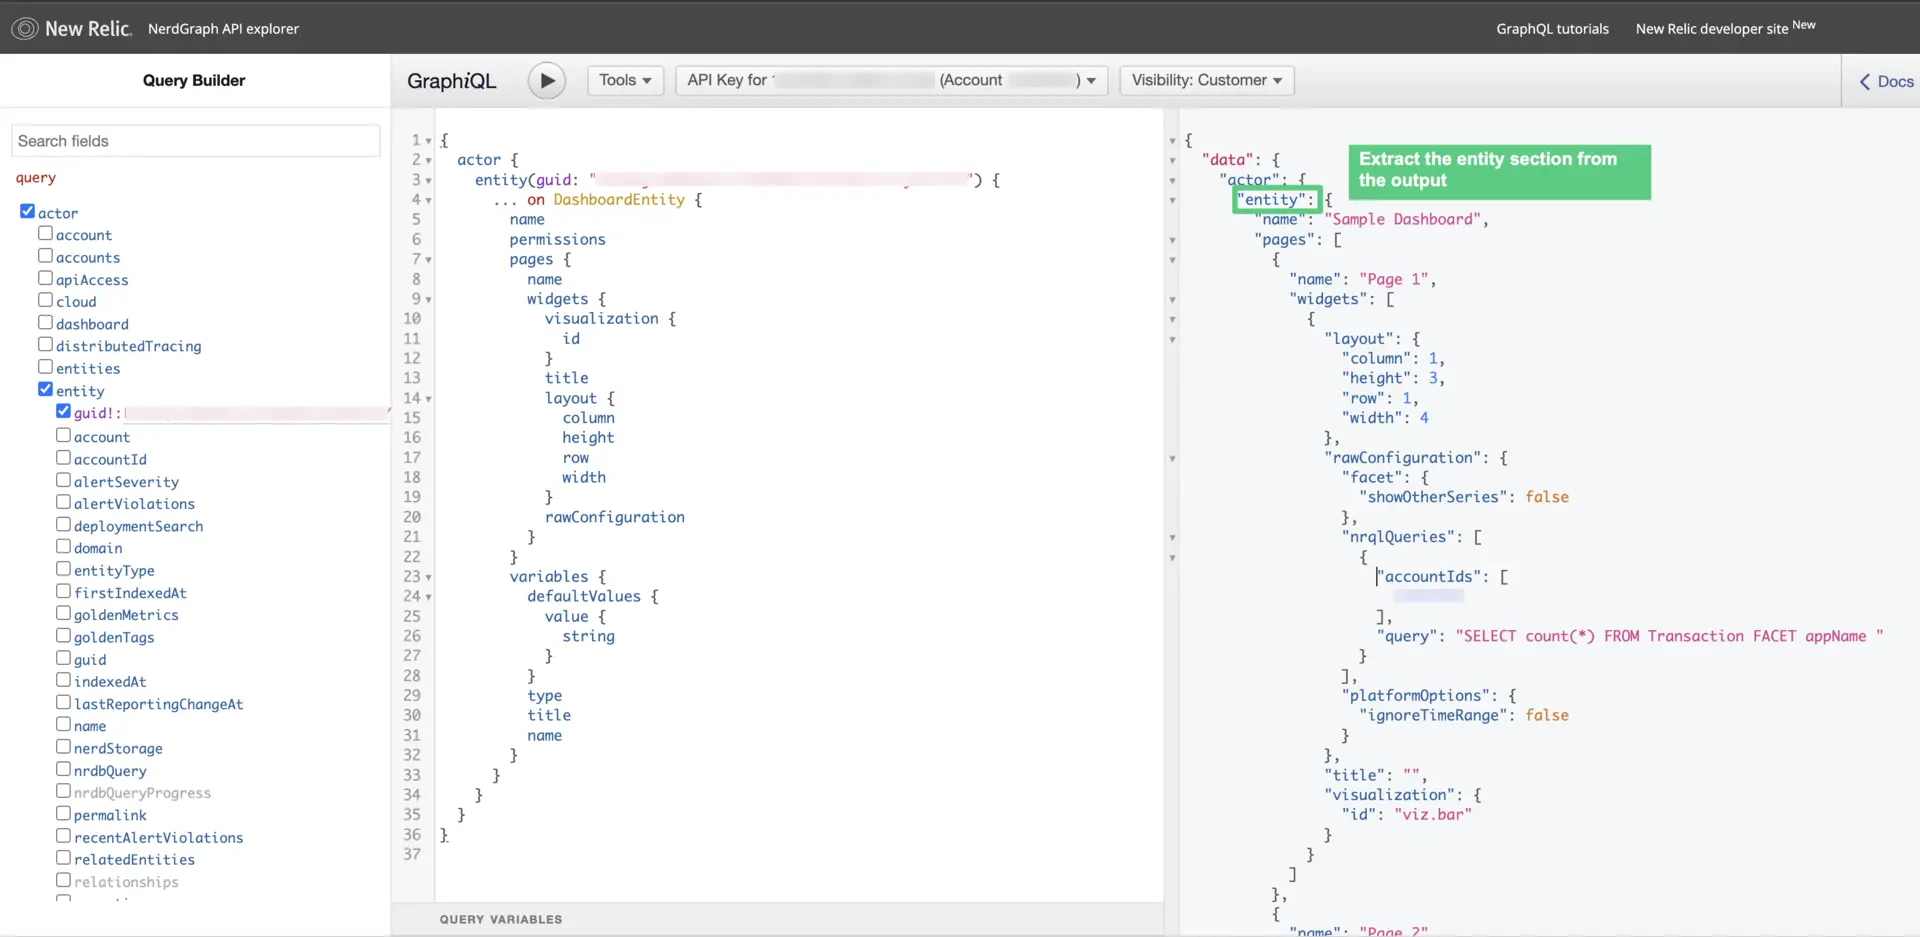 New Relic. NerdGraph API explorer GraphQL tutorials New Relic developer site New
Query Builder
GraphiQL Tools API Key for (Account ) Visibility: Customer Docs
Search fields
query
actor
account
accounts
apiAccess
cloud
dashboard
distributedTracing
entities
entity
guid!:
account
accountId
alertSeverity
alertViolations
deploymentSearch
domain
entityType
firstIndexedAt
goldenMetrics
goldenTags
guid
indexedAt
lastReportingChangeAt
name
nerdStorage
nrdbQuery
nrdbQueryProgress
permalink
recentAlertViolations
relatedEntities
relationships
1 {
2 actor {
3 entity(guid: "") {
4 ... on DashboardEntity {
5 name
6 permissions
7 pages {
8 name
9 widgets {
10 visualization {
11 id
12 }
13 title
14 layout {
15 column
16 height
17 row
18 width
19 }
20 rawConfiguration
21 }
22 }
23 variables {
24 defaultValues {
25 value {
26 string
27 }
28 }
29 type
30 title
31 name
32 }
33 }
34 }
35 }
36 }
37
QUERY VARIABLES
{
"data": {
"actor": {
"entity": {
"name": "Sample Dashboard",
"pages": [
{
"name": "Page 1",
"widgets": [
{
"layout": {
"column": 1,
"height": 3,
"row": 1,
"width": 4
},
"rawConfiguration": {
"facet": {
"showOtherSeries": false
},
"nrqlQueries": [
{
"accountIds": [
],
"query": "SELECT count(*) FROM Transaction FACET appName "
}
],
"platformOptions": {
"ignoreTimeRange": false
}
},
"title": "",
"visualization": {
"id": "viz.bar"
}
}
]
},
{
"name": "Page 2"
Extract the entity section from
the output